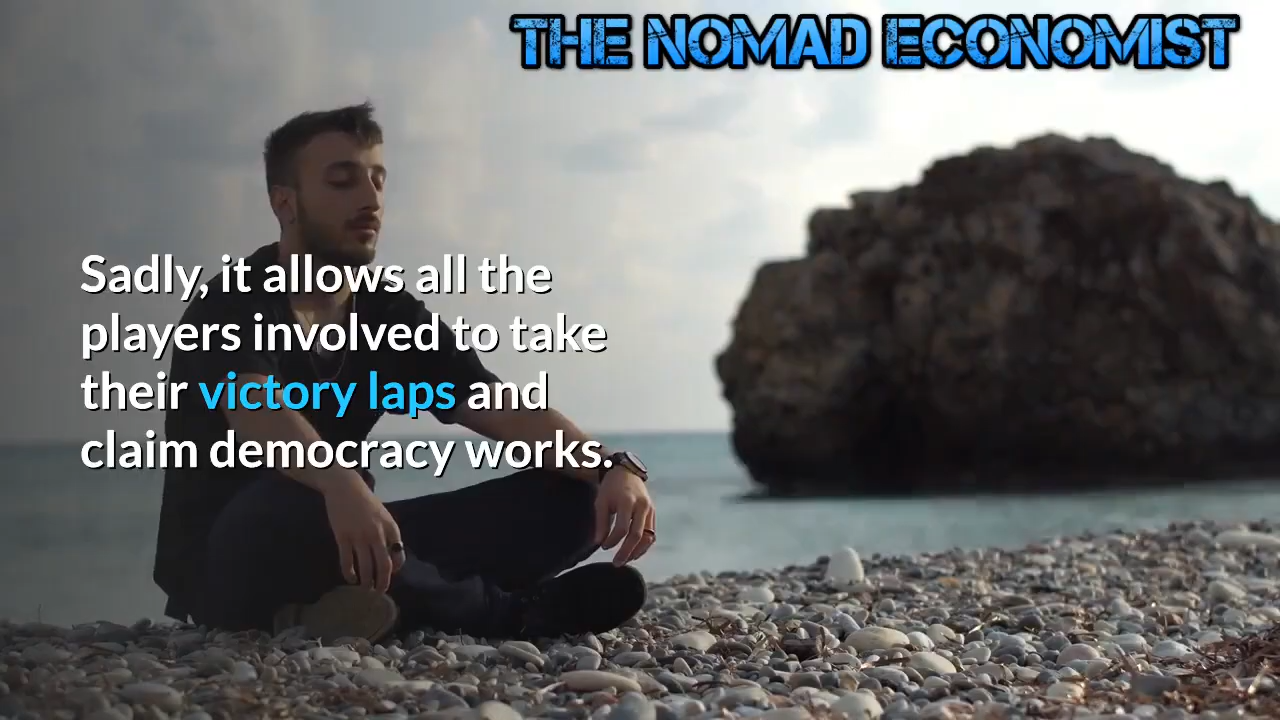 THE NOMAD ECONOMIST
Sadly, it allows all the
players involved to take
their victory laps and
claim democracy works.